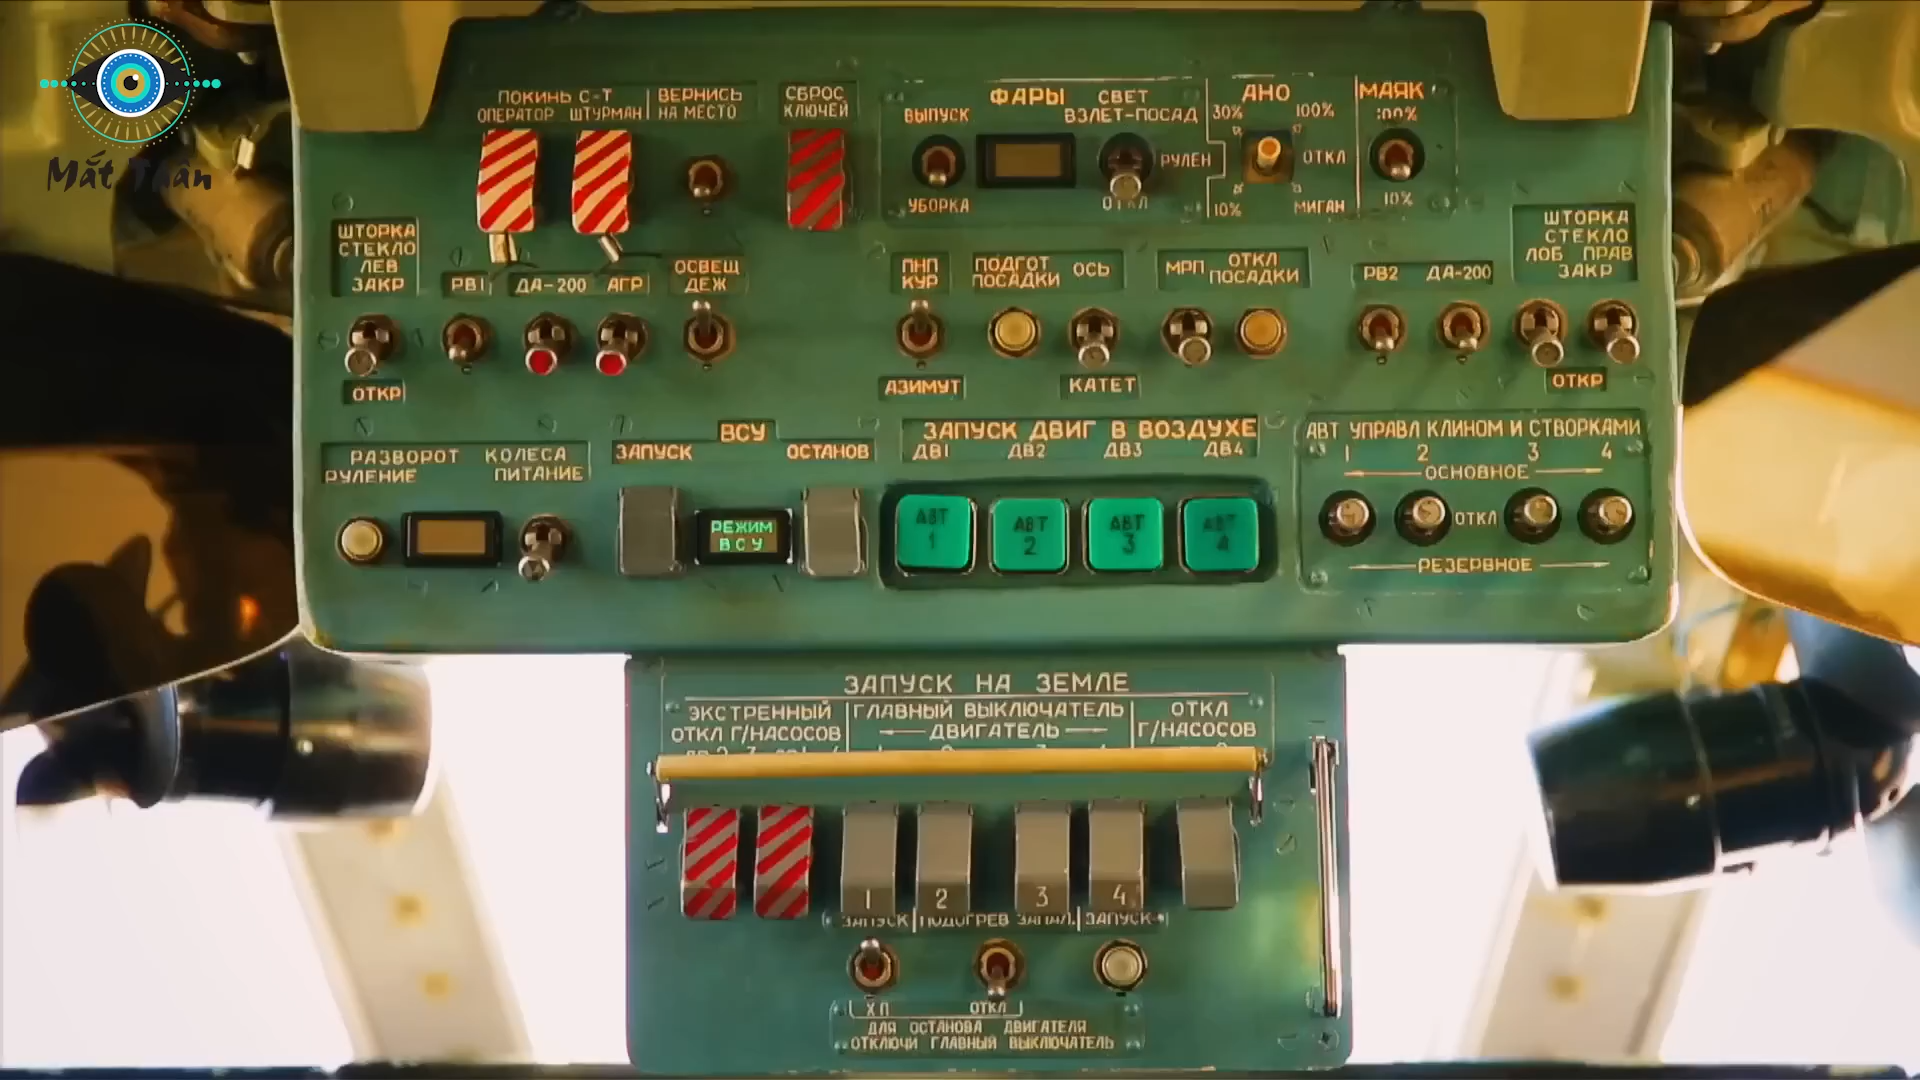 Mắt Thần
ПОКИНЬ С-Т
ОПЕРАТОР ШТУРМАН
ВЕРНИСЬ
НА МЕСТО
СБРОС
КЛЮЧЕЙ
ФАРЫ
ВЫПУСК
УБОРКА
СВЕТ
ВЗЛЕТ-ПОСАД
РУЛЕН
ОТКЛ
АНО
30% 100%
ОТКЛ
10% МИГАН
МАЯК
100%
10%
ШТОРКА
СТЕКЛО
ЛЕВ
ЗАКР
ОТКР
РВ1 ДА-200 АГР
ОСВЕЩ
ДЕЖ
ПНП
КУР
АЗИМУТ
ПОДГОТ
ПОСАДКИ
ОСЬ
КАТЕТ
МРП
ОТКЛ
ПОСАДКИ
РВ2 ДА-200
ШТОРКА
СТЕКЛО
ЛОБ ПРАВ
ЗАКР
ОТКР
РАЗВОРОТ КОЛЕСА
РУЛЕНИЕ ПИТАНИЕ
ВСУ
ЗАПУСК ОСТАНОВ
РЕЖИМ
ВСУ
ЗАПУСК ДВИГ В ВОЗДУХЕ
ДВ1 ДВ2 ДВ3 ДВ4
АВТ 1
АВТ 2
АВТ 3
АВТ 4
АВТ УПРАВЛ КЛИНОМ И СТВОРКАМИ
1 2 3 4
ОСНОВНОЕ
ОТКЛ
РЕЗЕРВНОЕ
ЗАПУСК НА ЗЕМЛЕ
ЭКСТРЕННЫЙ
ОТКЛ Г/НАСОСОВ
ГЛАВНЫЙ ВЫКЛЮЧАТЕЛЬ
ДВИГАТЕЛЬ
ОТКЛ
Г/НАСОСОВ
1 2 3 4
ЗАПУСК ПОДОГРЕВ ЗАПАЛ. ЗАПУСК
ХП ОТКЛ
ДЛЯ ОСТАНОВА ДВИГАТЕЛЯ
ОТКЛЮЧИ ГЛАВНЫЙ ВЫКЛЮЧАТЕЛЬ